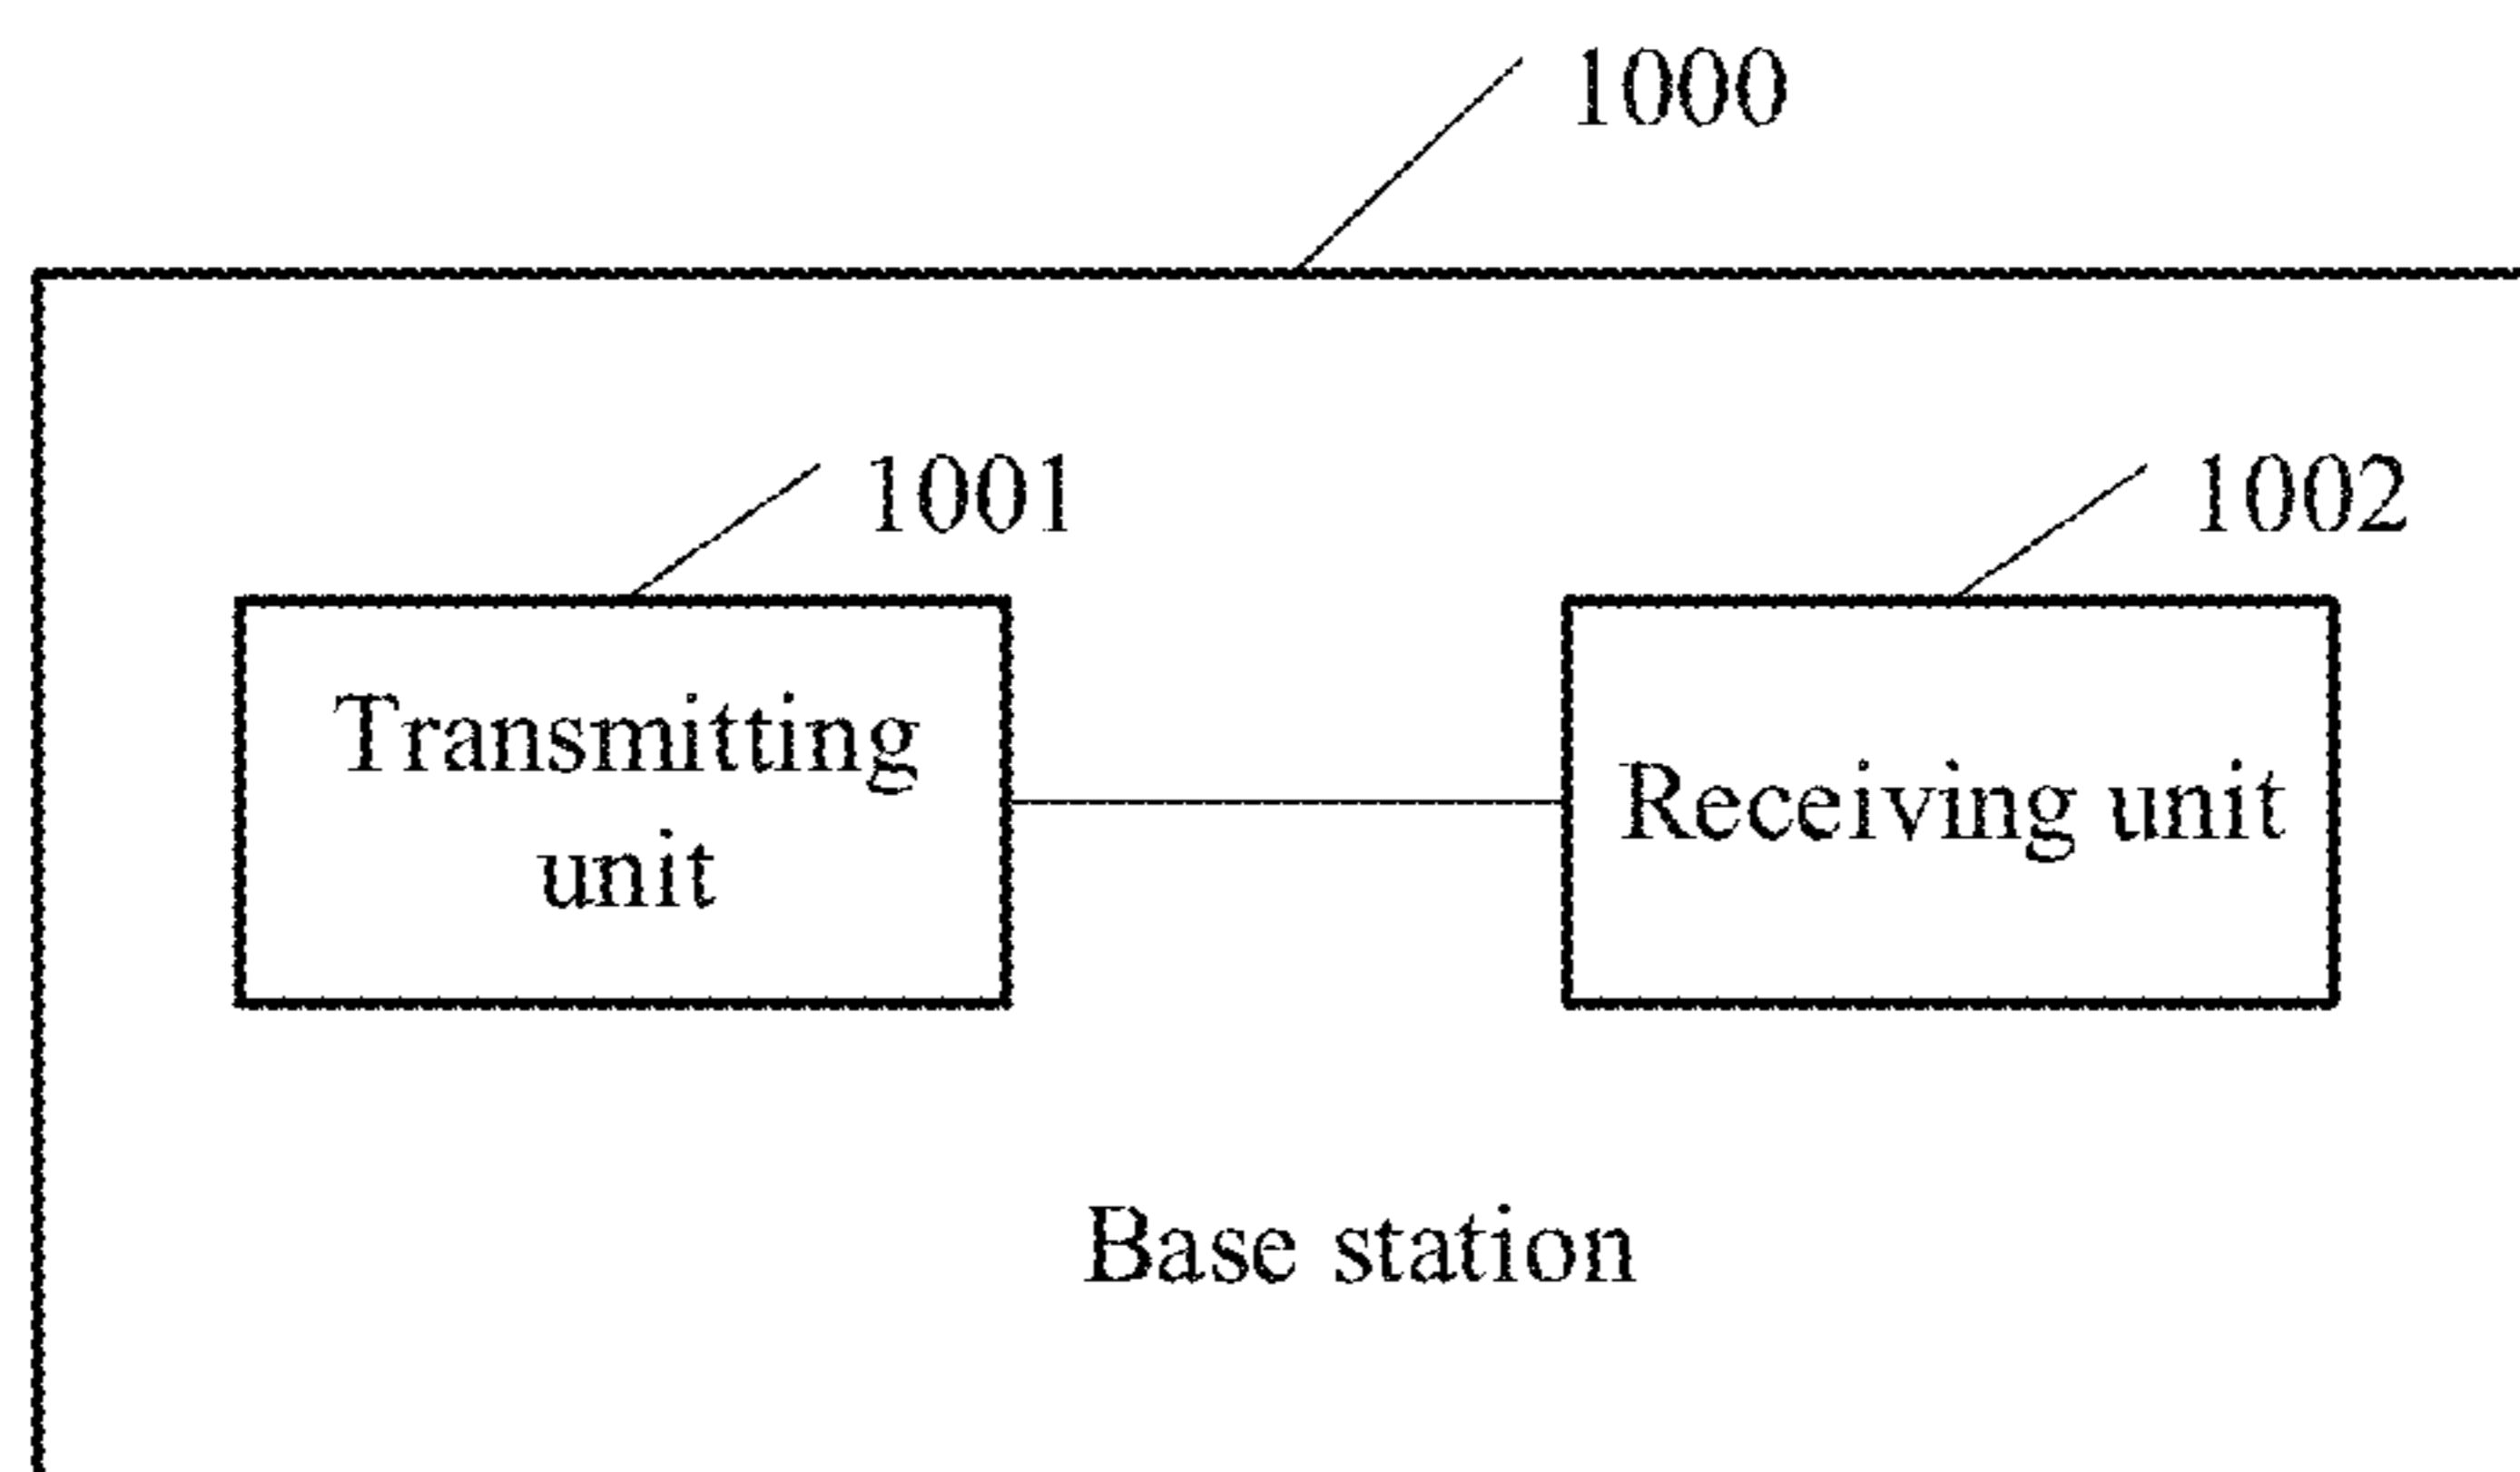 1000
1001
1002
Transmitting
unit
Receiving unit
Base station